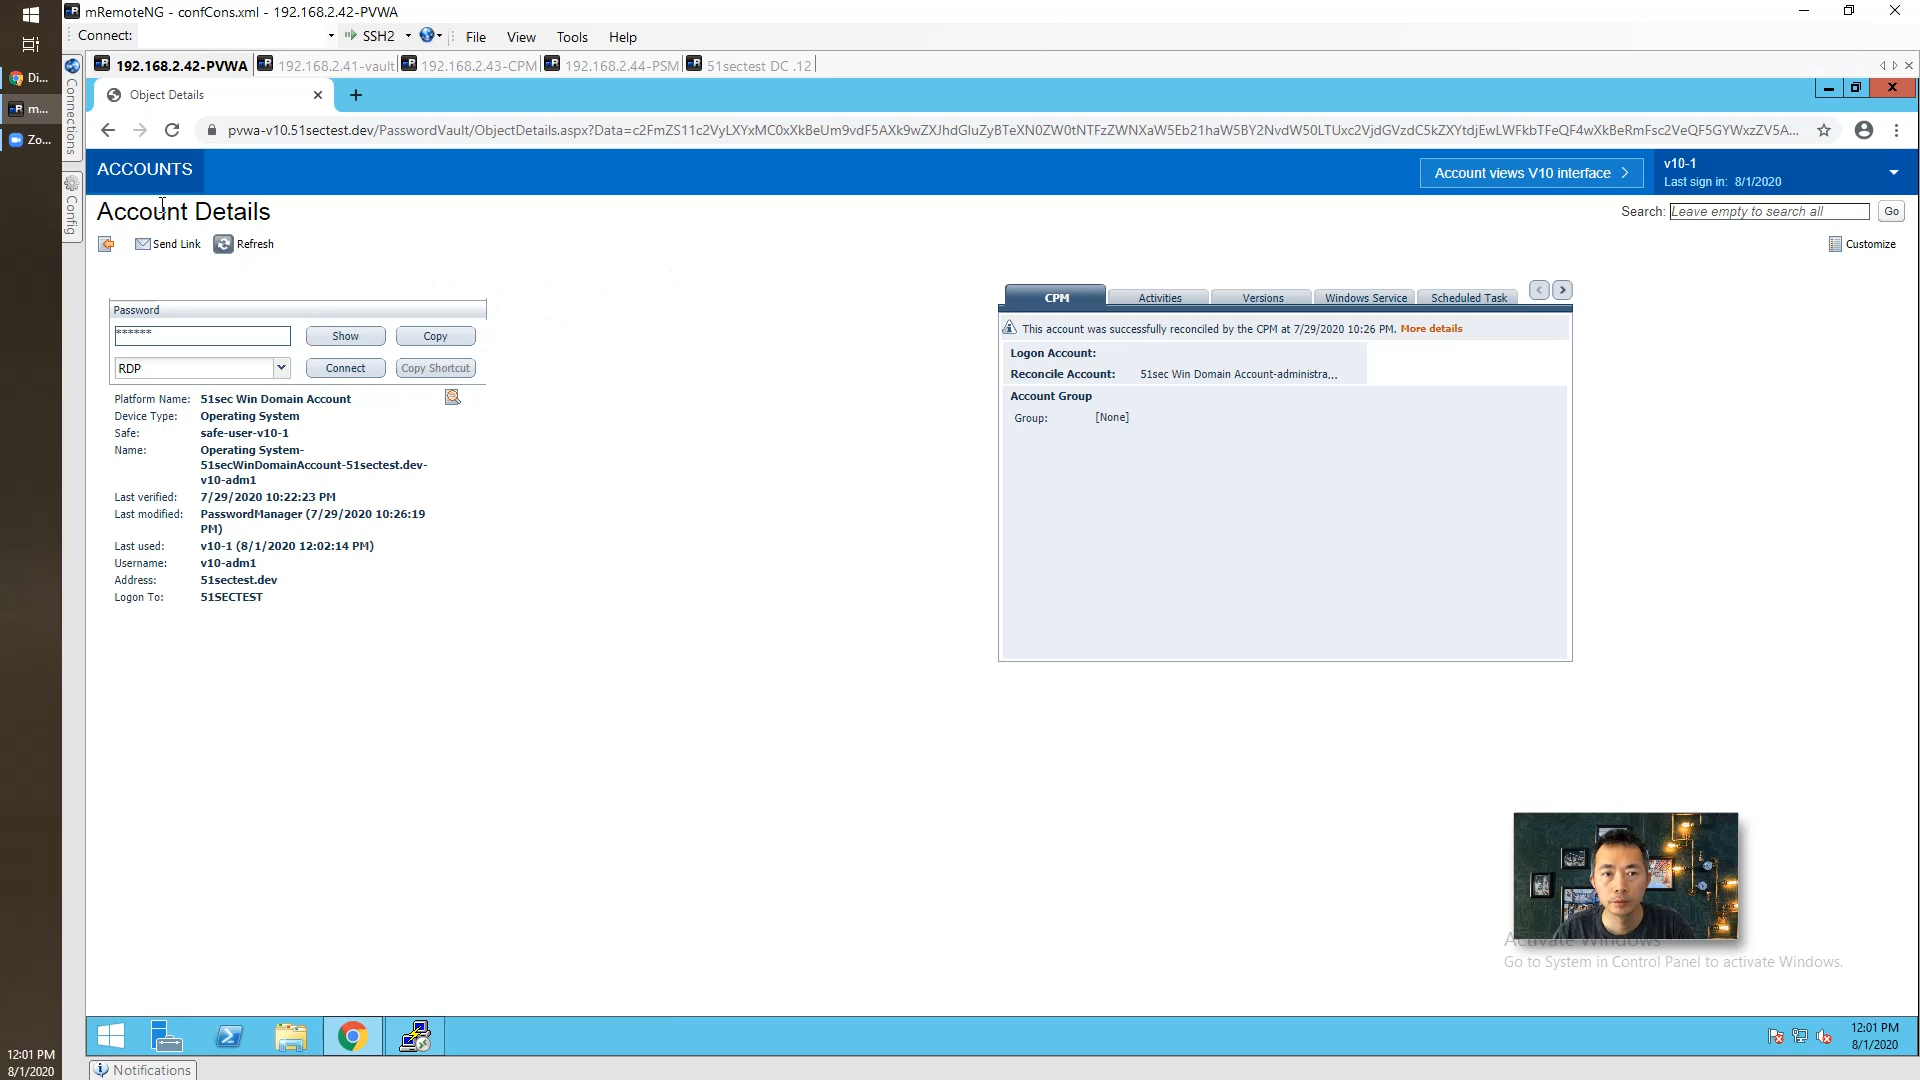 mRemoteNG - confCons.xml - 192.168.2.42-PVWA
Connect:
SSH2
File View Tools Help
Di...
m...
Zo...
Connections
Config
192.168.2.42-PVWA 192.168.2.41-vault 192.168.2.43-CPM 192.168.2.44-PSM 51sectest DC .12
Object Details
ACCOUNTS
Account views V10 interface
v10-1
Last sign in: 8/1/2020
Account Details
Search: Leave empty to search all Go
Send Link Refresh
Customize
Password
****** Show Copy
RDP Connect Copy Shortcut
Platform Name: 51sec Win Domain Account
Device Type: Operating System
Safe: safe-user-v10-1
Name: Operating System-
51secWinDomainAccount-51sectest.dev-
v10-adm1
Last verified: 7/29/2020 10:22:23 PM
Last modified: PasswordManager (7/29/2020 10:26:19
PM)
Last used: v10-1 (8/1/2020 12:02:14 PM)
Username: v10-adm1
Address: 51sectest.dev
Logon To: 51SECTEST
CPM Activities Versions Windows Service Scheduled Task
This account was successfully reconciled by the CPM at 7/29/2020 10:26 PM. More details
Logon Account:
Reconcile Account: 51sec Win Domain Account-administra...
Account Group
Group: [None]
Activate Windows
Go to System in Control Panel to activate Windows.
12:01 PM
8/1/2020
12:01 PM
8/1/2020
Notifications